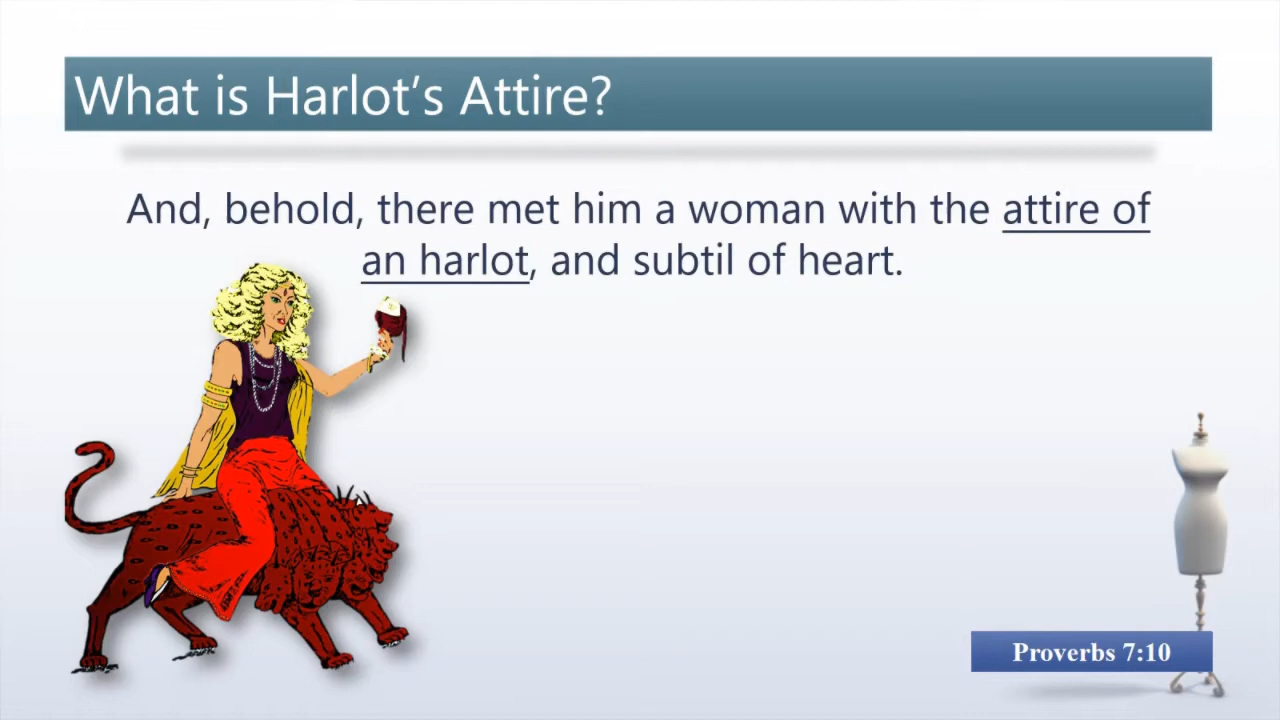 What is Harlot’s Attire?
And, behold, there met him a woman with the attire of
an harlot, and subtil of heart.
Proverbs 7:10